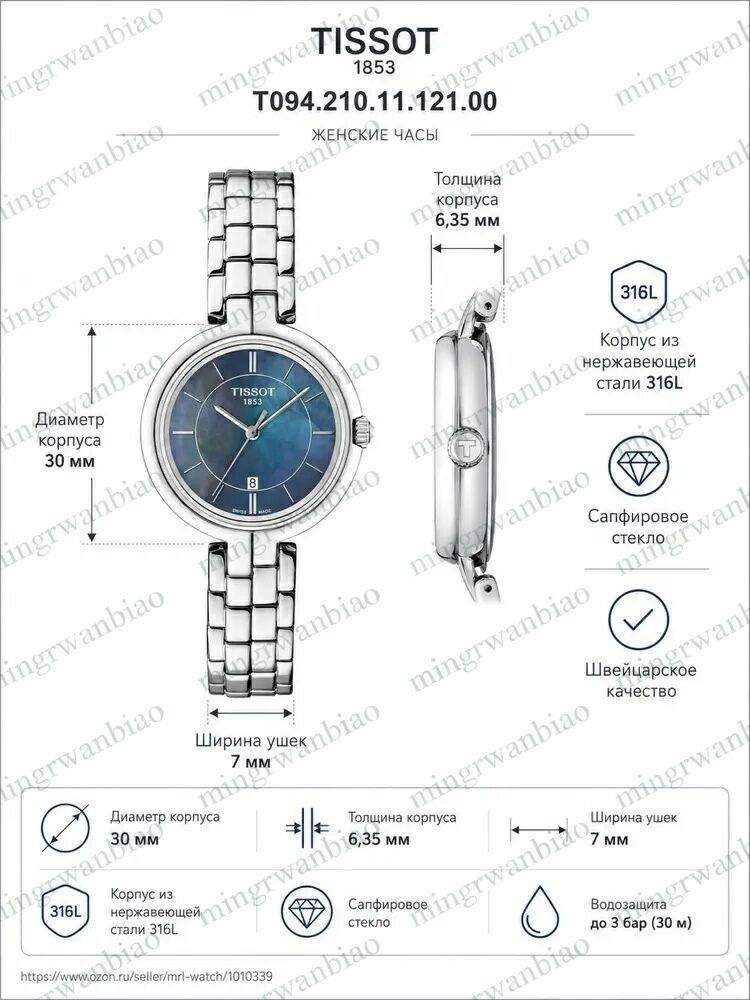 TISSOT
1853
T094.210.11.121.00
ЖЕНСКИЕ ЧАСЫ
Толщина
корпуса
6,35 мм
316L
Корпус из
нержавеющей
стали 316L
Диаметр
корпуса
30 мм
TISSOT
1853
8
SWISS MADE
T
Сапфировое
стекло
Швейцарское
качество
Ширина ушек
7 мм
Диаметр корпуса
30 мм
Толщина корпуса
6,35 мм
Ширина ушек
7 мм
316L
Корпус из
нержавеющей
стали 316L
Сапфировое
стекло
Водозащита
до 3 бар (30 м)
https://www.ozon.ru/seller/mrl-watch/1010339
mingrwanbiao